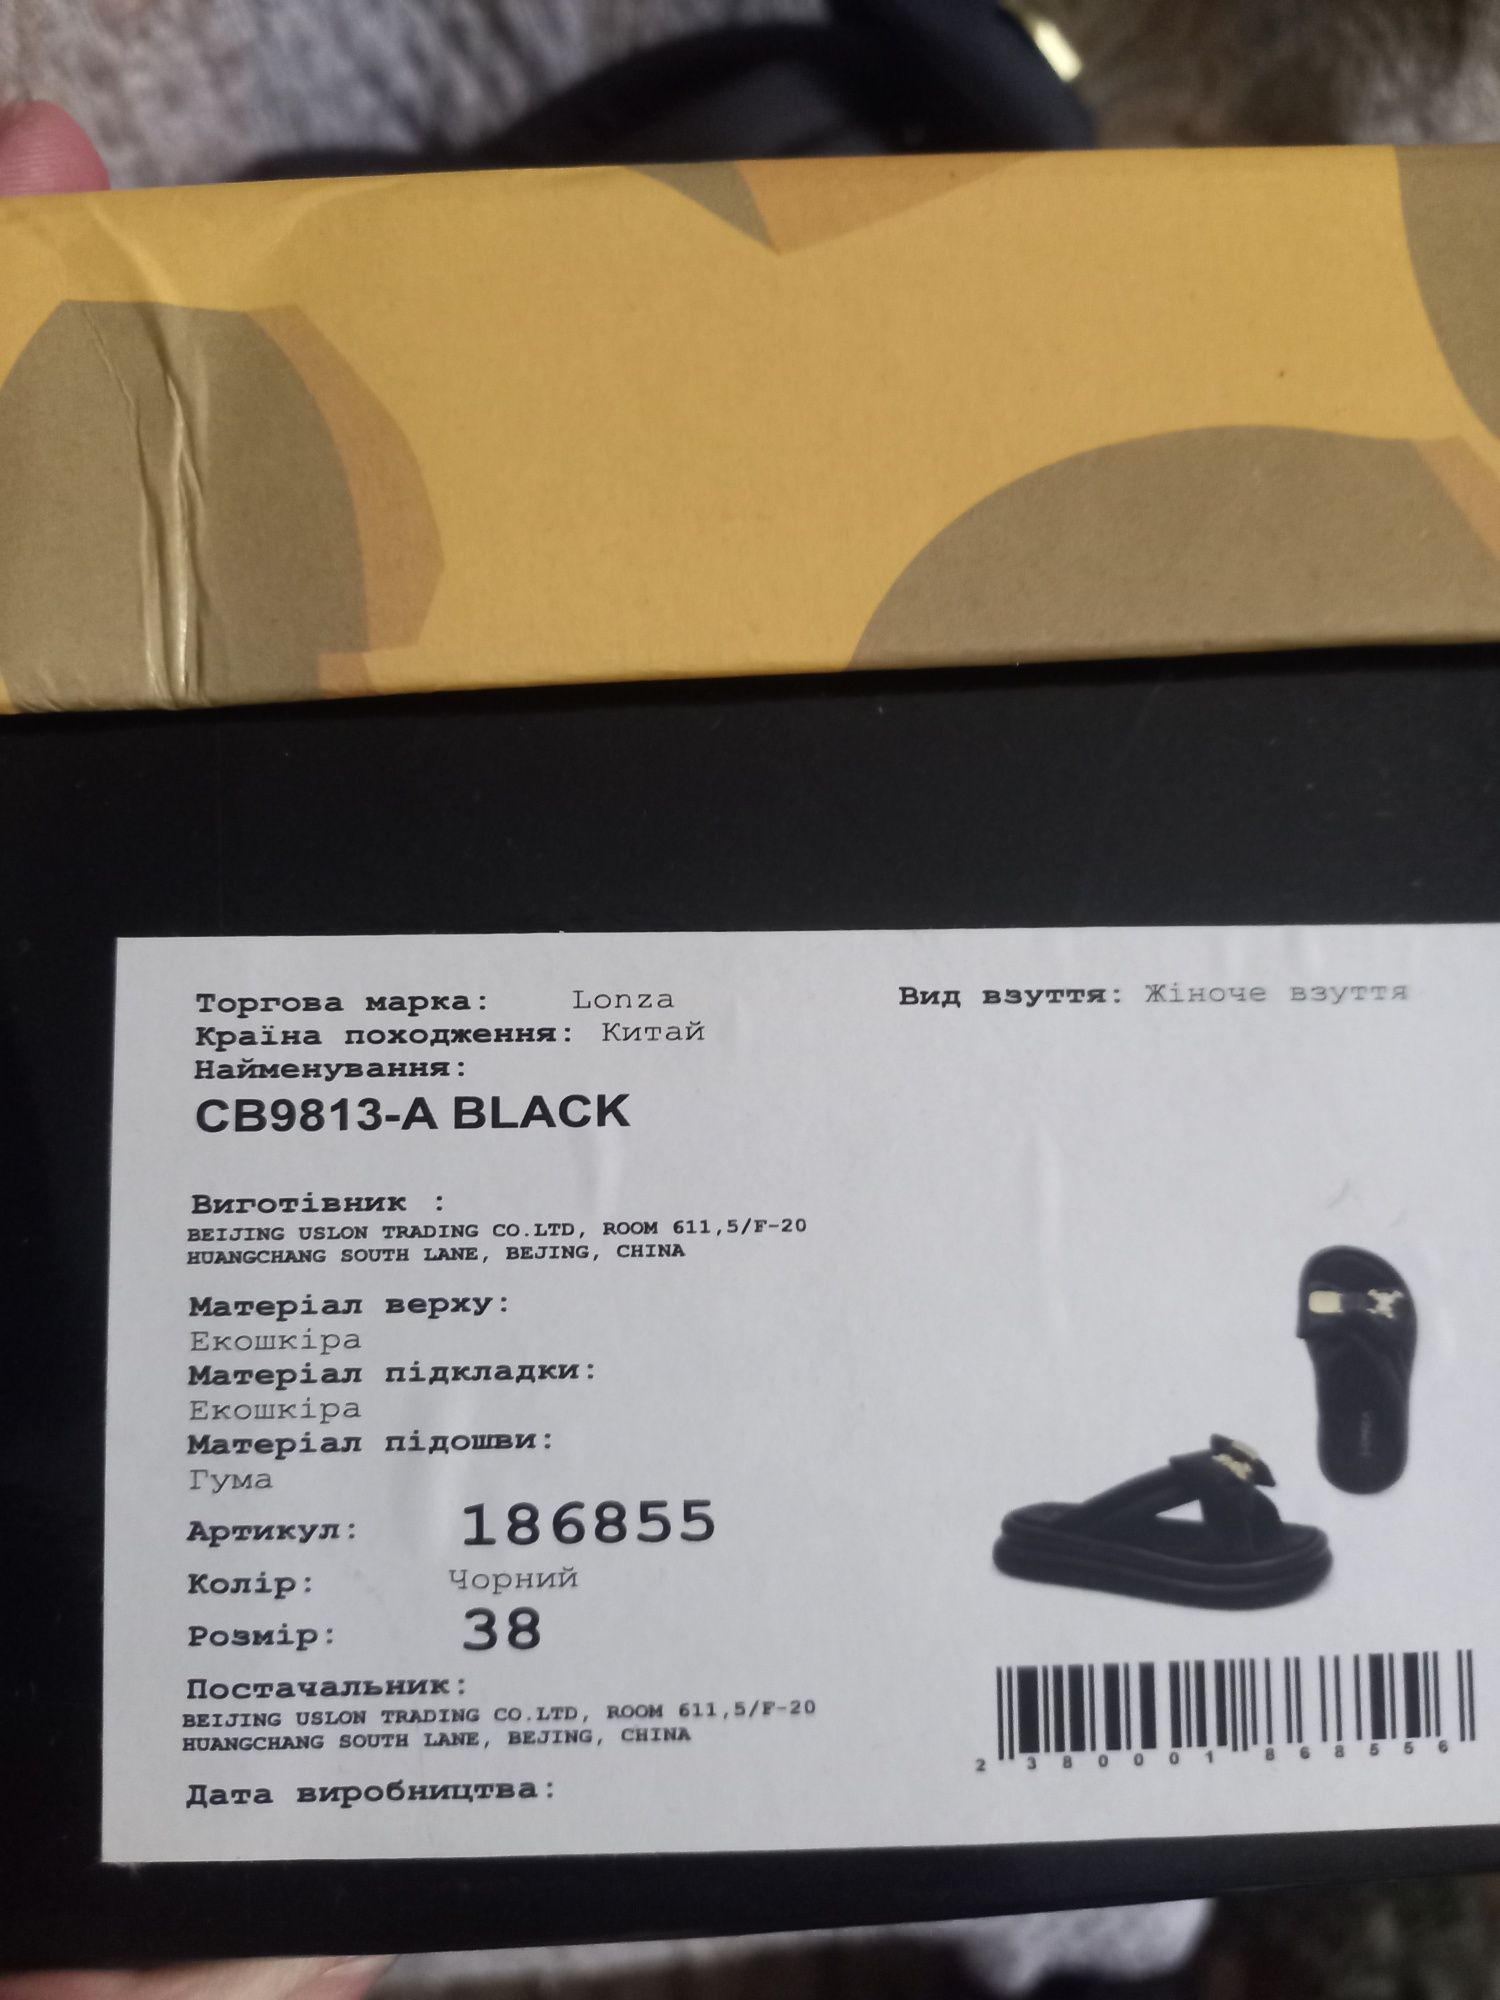 Торгова марка: Lonza
Вид взуття: Жіноче взуття
Країна походження: Китай
Найменування:
CB9813-A BLACK
Виготівник :
BEIJING USLON TRADING CO.LTD, ROOM 611,5/F-20
HUANGCHANG SOUTH LANE, BEJING, CHINA
Матеріал верху:
Екошкіра
Матеріал підкладки:
Екошкіра
Матеріал підошви:
Гума
Артикул: 186855
Колір: Чорний
Розмір: 38
Постачальник:
BEIJING USLON TRADING CO.LTD, ROOM 611,5/F-20
HUANGCHANG SOUTH LANE, BEJING, CHINA
Дата виробництва:
2380001868556